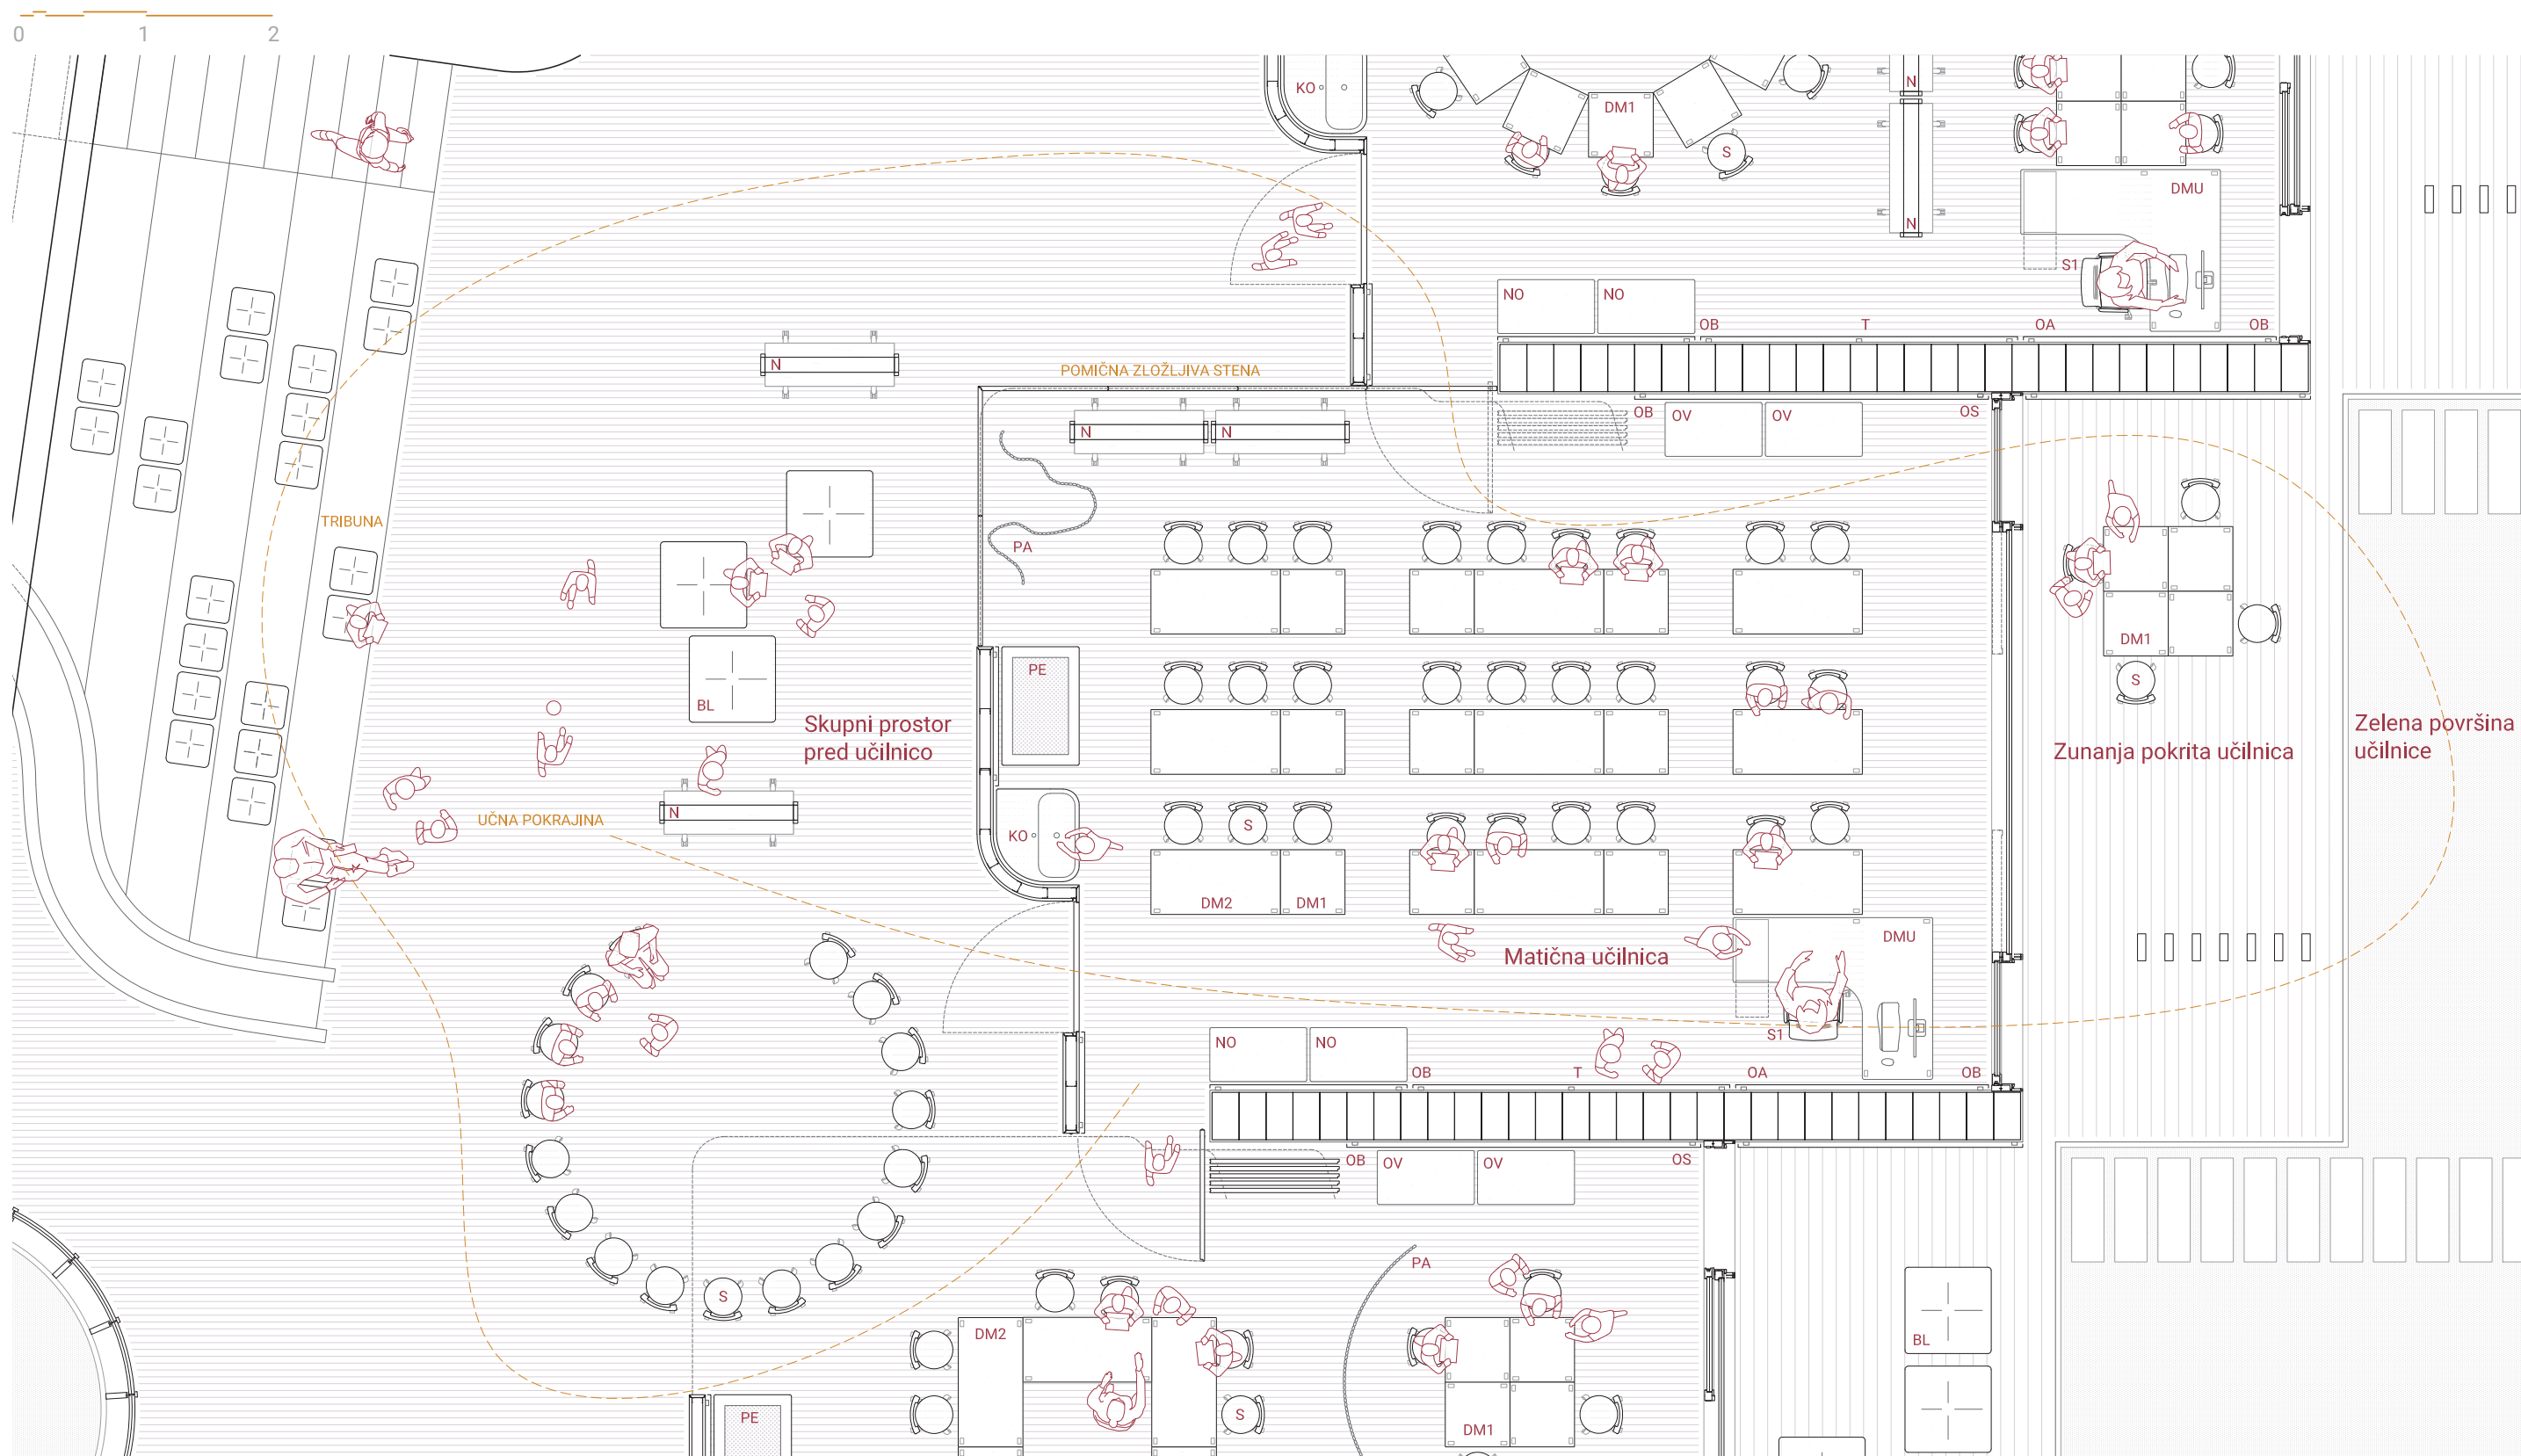 0 1 2
KO
DM1
S
N
N
DMU
S1
NO NO
OB T OA OB
N
POMIČNA ZLOŽLJIVA STENA
N N
OB OV OV OS
TRIBUNA
PA
DM1
S
PE
BL
Skupni prostor
pred učilnico
Zunanja pokrita učilnica
Zelena površina
učilnice
N
UČNA POKRAJINA
KO
S
DM2 DM1
Matična učilnica
DMU
S1
NO NO
OB T OA OB
OB OV OV OS
PA
S
DM2
BL
PE
S
DM1